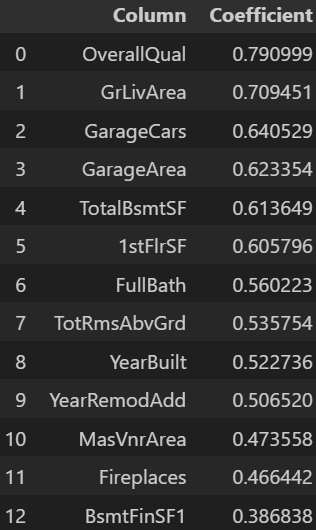 Column Coefficient
0 OverallQual 0.790999
1 GrLivArea 0.709451
2 GarageCars 0.640529
3 GarageArea 0.623354
4 TotalBsmtSF 0.613649
5 1stFlrSF 0.605796
6 FullBath 0.560223
7 TotRmsAbvGrd 0.535754
8 YearBuilt 0.522736
9 YearRemodAdd 0.506520
10 MasVnrArea 0.473558
11 Fireplaces 0.466442
12 BsmtFinSF1 0.386838